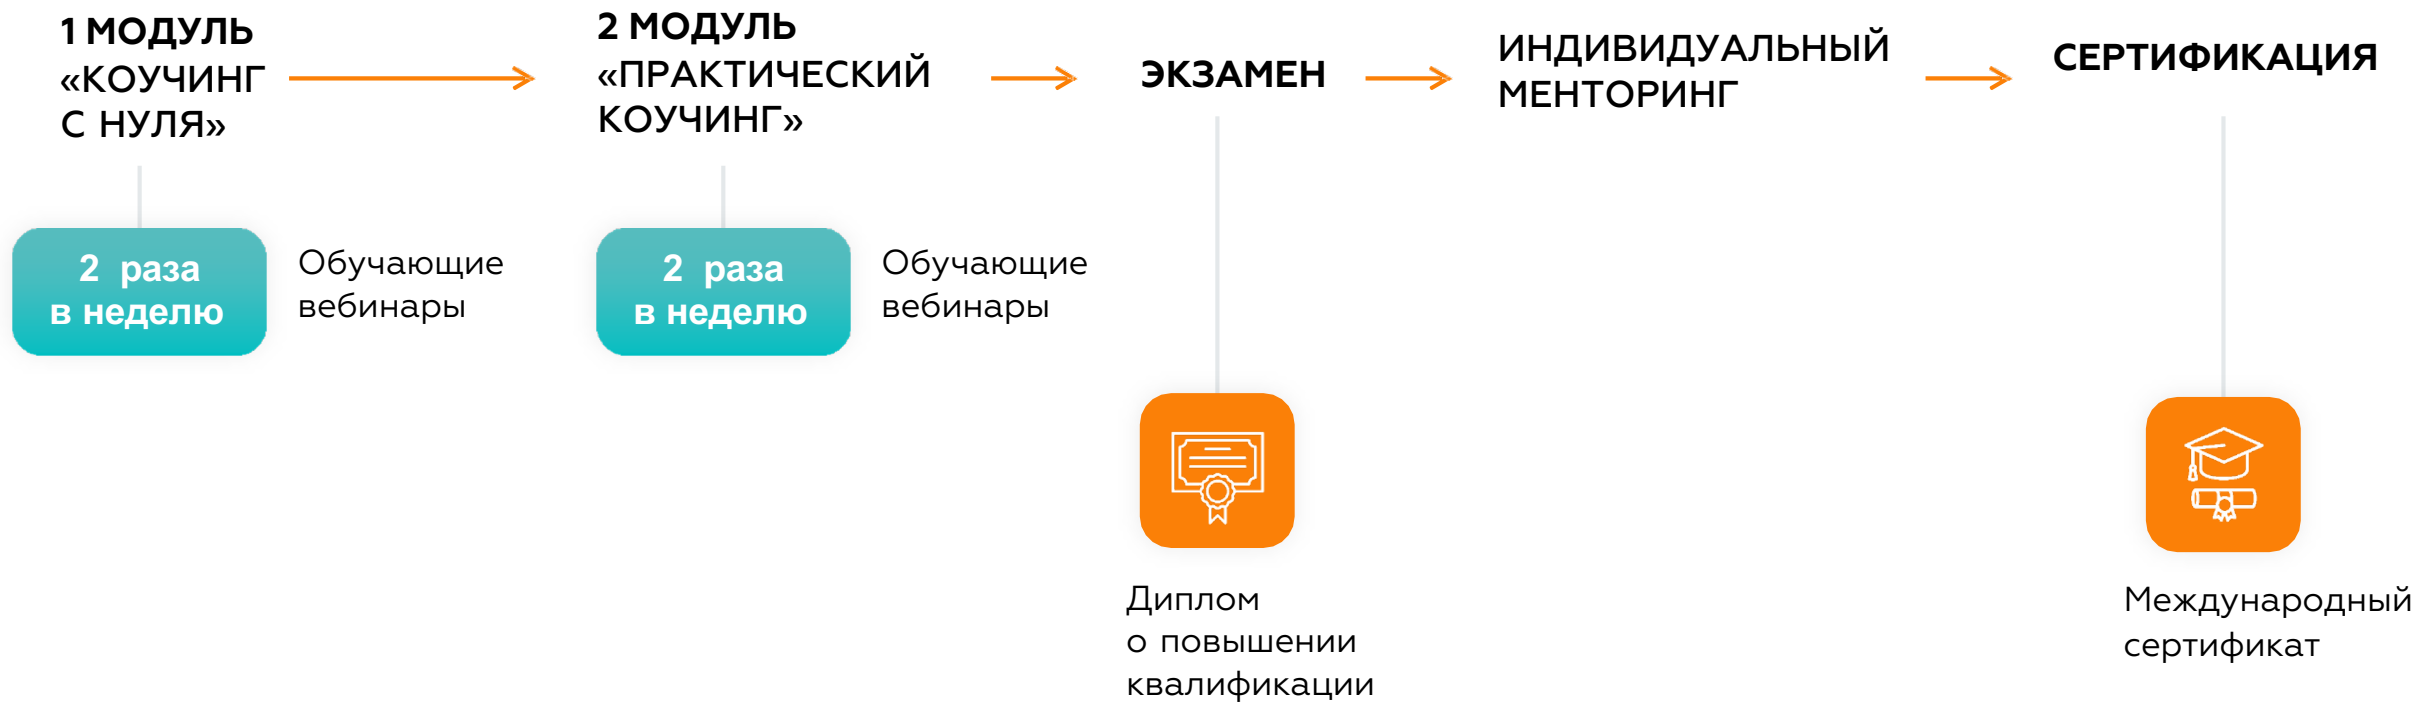 1 МОДУЛЬ
«КОУЧИНГ
С НУЛЯ»
2 раза
в неделю
Обучающие
вебинары
2 МОДУЛЬ
«ПРАКТИЧЕСКИЙ
КОУЧИНГ»
2 раза
в неделю
Обучающие
вебинары
ЭКЗАМЕН
Диплом
о повышении
квалификации
ИНДИВИДУАЛЬНЫЙ
МЕНТОРИНГ
СЕРТИФИКАЦИЯ
Международный
сертификат